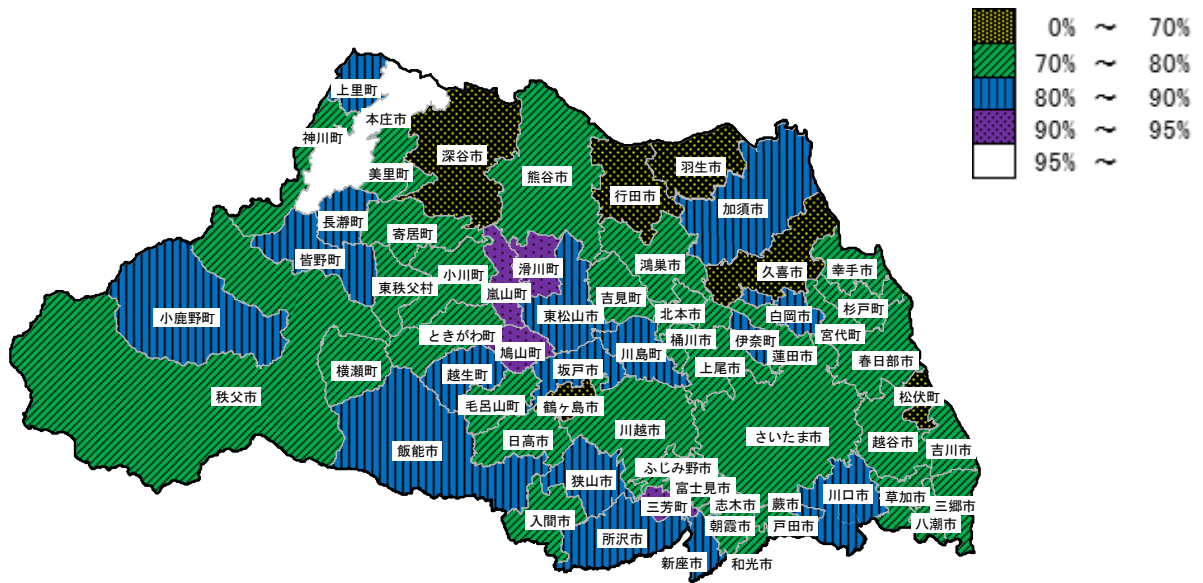 0% ～ 70%
70% ～ 80%
80% ～ 90%
90% ～ 95%
95% ～
上里町
本庄市
神川町
深谷市
美里町
熊谷市
羽生市
行田市
加須市
長瀞町
寄居町
皆野町
滑川町
鴻巣市
久喜市
幸手市
小川町
東秩父村
嵐山町
吉見町
杉戸町
小鹿野町
東松山市
北本市
白岡市
ときがわ町
桶川市
伊奈町
宮代町
鳩山町
川島町
蓮田市
春日部市
横瀬町
越生町
坂戸市
上尾市
秩父市
毛呂山町
鶴ヶ島市
松伏町
川越市
さいたま市
日高市
越谷市
飯能市
吉川市
ふじみ野市
狭山市
富士見市
川口市
草加市
三芳町
志木市
蕨市
三郷市
入間市
朝霞市
戸田市
八潮市
所沢市
新座市
和光市